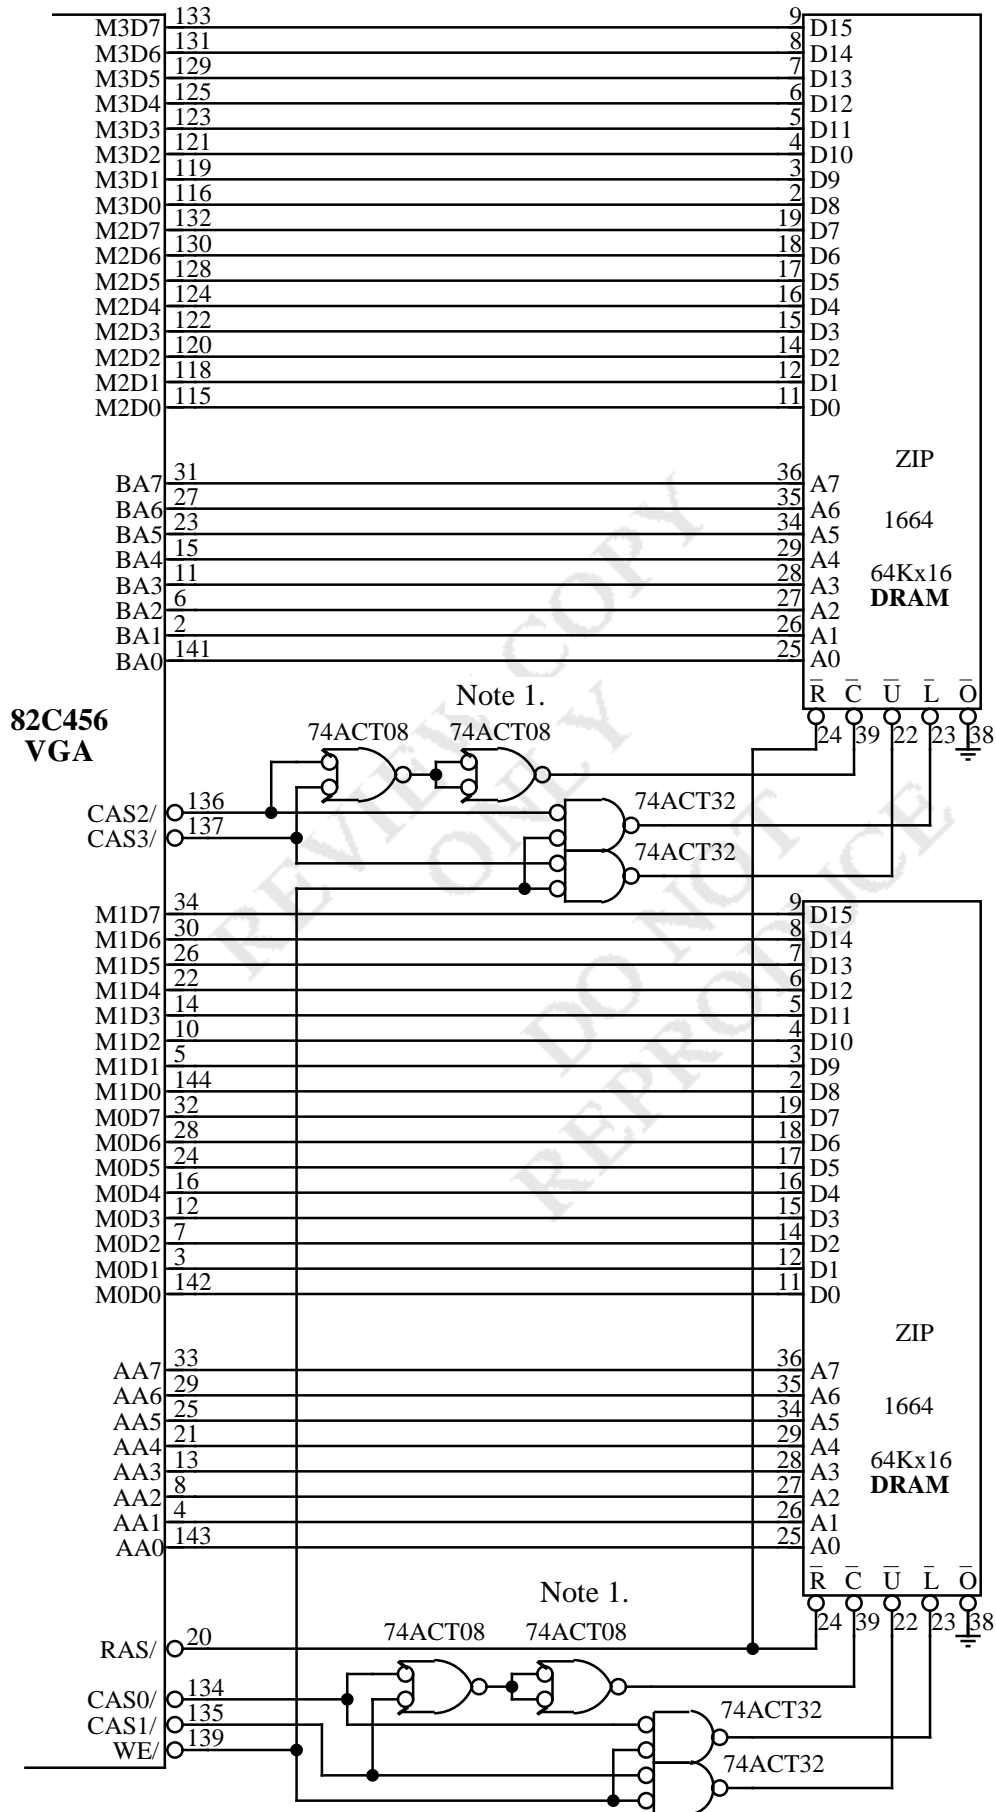 M3D7 133 9 D15
M3D6 131 8 D14
M3D5 129 7 D13
M3D4 125 6 D12
M3D3 123 5 D11
M3D2 121 4 D10
M3D1 119 3 D9
M3D0 116 2 D8
M2D7 132 19 D7
M2D6 130 18 D6
M2D5 128 17 D5
M2D4 124 16 D4
M2D3 122 15 D3
M2D2 120 14 D2
M2D1 118 12 D1
M2D0 115 11 D0
ZIP
BA7 31 36 A7
BA6 27 35 A6
1664
BA5 23 34 A5
BA4 15 29 A4
64Kx16
BA3 11 28 A3
DRAM
BA2 6 27 A2
BA1 2 26 A1
BA0 141 25 A0
R̅ C̅ U̅ L̅ O̅
Note 1.
82C456
VGA
74ACT08 74ACT08
24 39 22 23 38
CAS2/ 136 74ACT32
CAS3/ 137
74ACT32
M1D7 34 9 D15
M1D6 30 8 D14
M1D5 26 7 D13
M1D4 22 6 D12
M1D3 14 5 D11
M1D2 10 4 D10
M1D1 5 3 D9
M1D0 144 2 D8
M0D7 32 19 D7
M0D6 28 18 D6
M0D5 24 17 D5
M0D4 16 16 D4
M0D3 12 15 D3
M0D2 7 14 D2
M0D1 3 12 D1
M0D0 142 11 D0
ZIP
AA7 33 36 A7
AA6 29 35 A6
1664
AA5 25 34 A5
AA4 21 29 A4
64Kx16
AA3 13 28 A3
DRAM
AA2 8 27 A2
AA1 4 26 A1
AA0 143 25 A0
R̅ C̅ U̅ L̅ O̅
Note 1.
24 39 22 23 38
74ACT08 74ACT08
RAS/ 20
CAS0/ 134
74ACT32
CAS1/ 135
WE/ 139
74ACT32
REVIEW COPY
ONLY
DO NOT
REPRODUCE